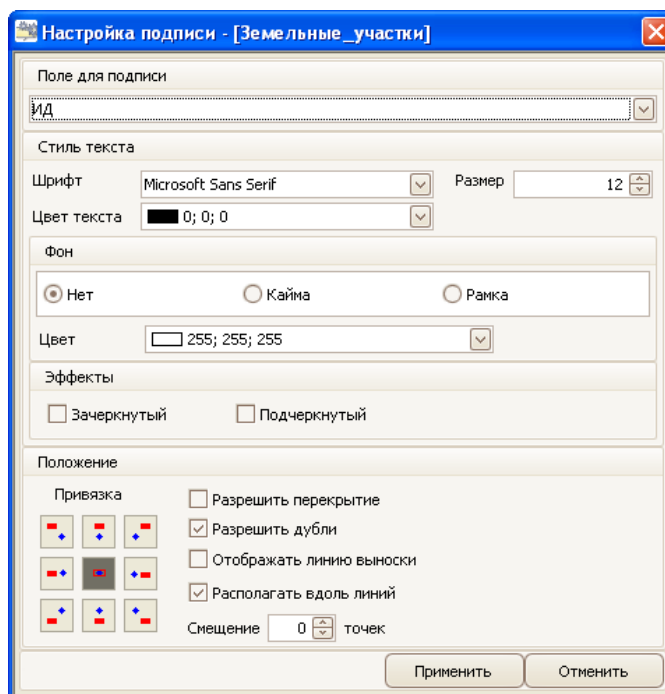 Настройка подписи - [Земельные_участки]
Поле для подписи
ИД
Стиль текста
Шрифт Microsoft Sans Serif Размер 12
Цвет текста 0; 0; 0
Фон
Нет Кайма Рамка
Цвет 255; 255; 255
Эффекты
Зачеркнутый Подчеркнутый
Положение
Привязка
Разрешить перекрытие
Разрешить дубли
Отображать линию выноски
Располагать вдоль линий
Смещение 0 точек
Применить Отменить